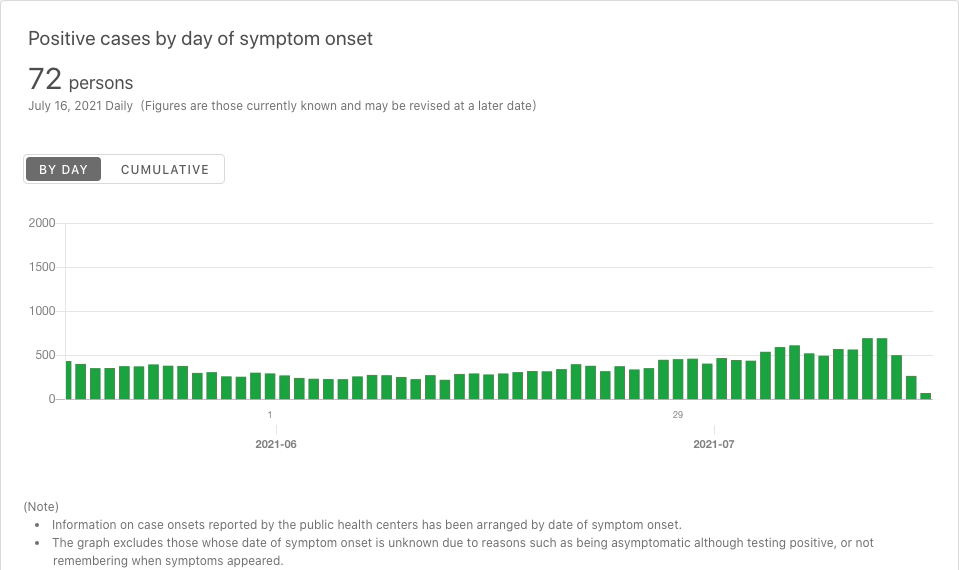 Positive cases by day of symptom onset
72 persons
July 16, 2021 Daily (Figures are those currently known and may be revised at a later date)
BY DAY CUMULATIVE
2000
1500
1000
500
0
1 29
2021-06 2021-07
(Note)
• Information on case onsets reported by the public health centers has been arranged by date of symptom onset.
• The graph excludes those whose date of symptom onset is unknown due to reasons such as being asymptomatic although testing positive, or not
remembering when symptoms appeared.